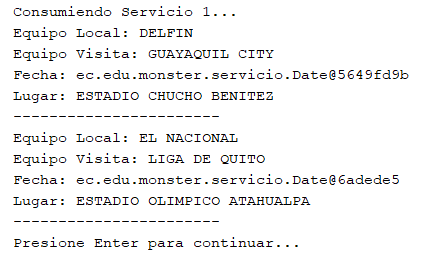 Consumiendo Servicio 1...
Equipo Local: DELFIN
Equipo Visita: GUAYAQUIL CITY
Fecha: ec.edu.monster.servicio.Date@5649fd9b
Lugar: ESTADIO CHUCHO BENITEZ
-----------------------
Equipo Local: EL NACIONAL
Equipo Visita: LIGA DE QUITO
Fecha: ec.edu.monster.servicio.Date@6adede5
Lugar: ESTADIO OLIMPICO ATAHUALPA
-----------------------
Presione Enter para continuar...